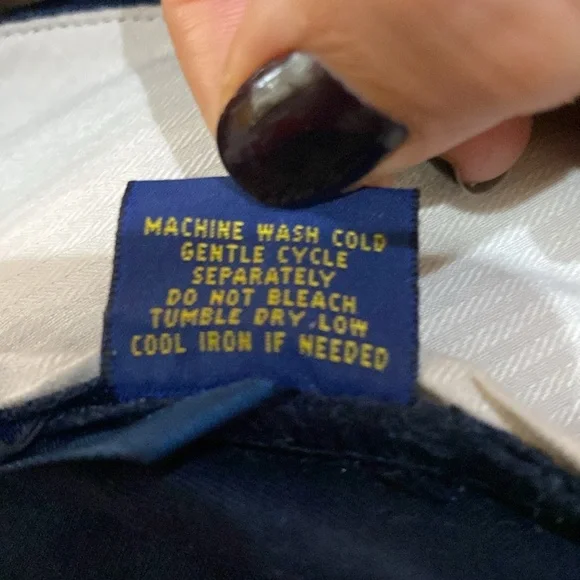 MACHINE WASH COLD
GENTLE CYCLE
SEPARATELY
DO NOT BLEACH
TUMBLE DRY, LOW
COOL IRON IF NEEDED